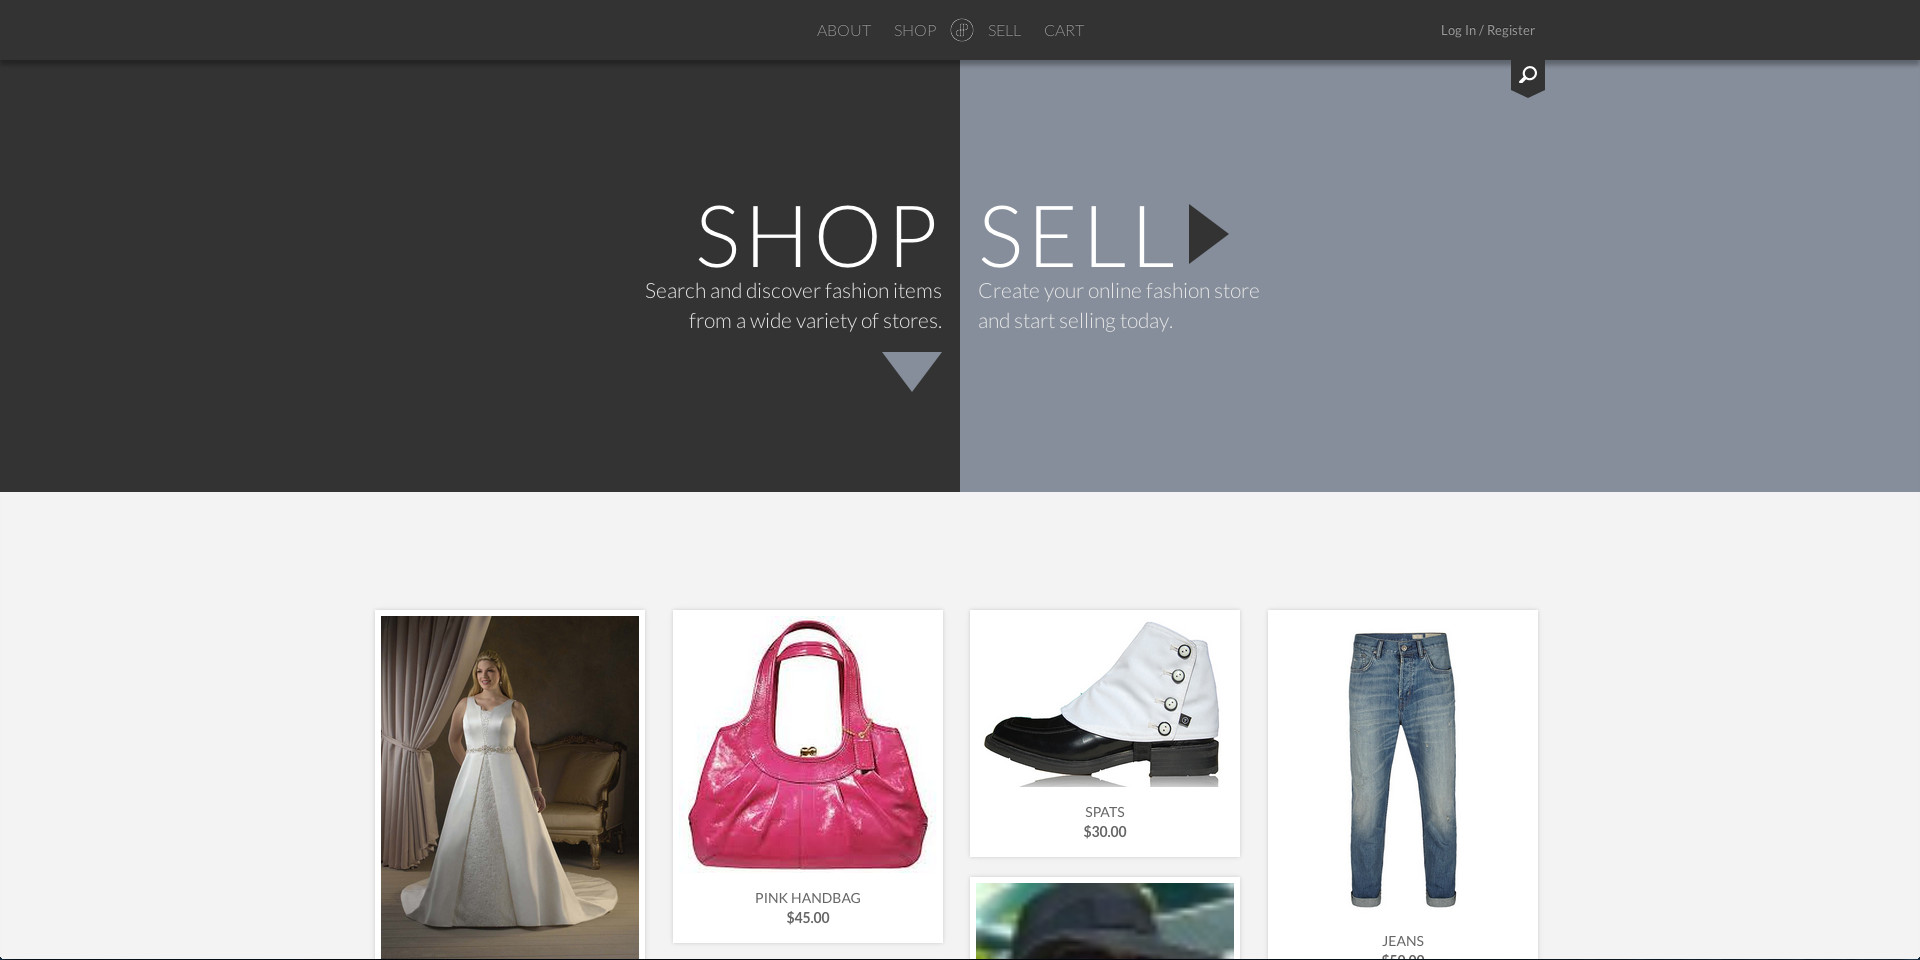 ABOUT SHOP SELL CART
Log In / Register
SHOP
Search and discover fashion items
from a wide variety of stores.
SELL
Create your online fashion store
and start selling today.
PINK HANDBAG
$45.00
SPATS
$30.00
JEANS